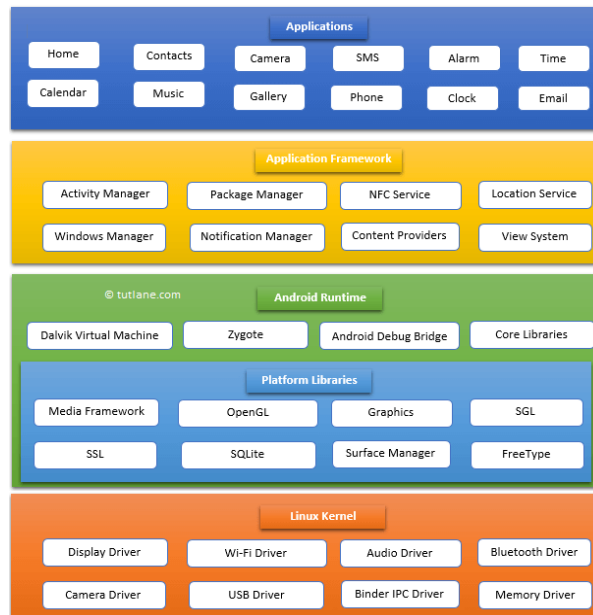 Applications
Home
Contacts
Camera
SMS
Alarm
Time
Calendar
Music
Gallery
Phone
Clock
Email
Application Framework
Activity Manager
Package Manager
NFC Service
Location Service
Windows Manager
Notification Manager
Content Providers
View System
© tutlane.com
Android Runtime
Dalvik Virtual Machine
Zygote
Android Debug Bridge
Core Libraries
Platform Libraries
Media Framework
OpenGL
Graphics
SGL
SSL
SQLite
Surface Manager
FreeType
Linux Kernel
Display Driver
Wi-Fi Driver
Audio Driver
Bluetooth Driver
Camera Driver
USB Driver
Binder IPC Driver
Memory Driver